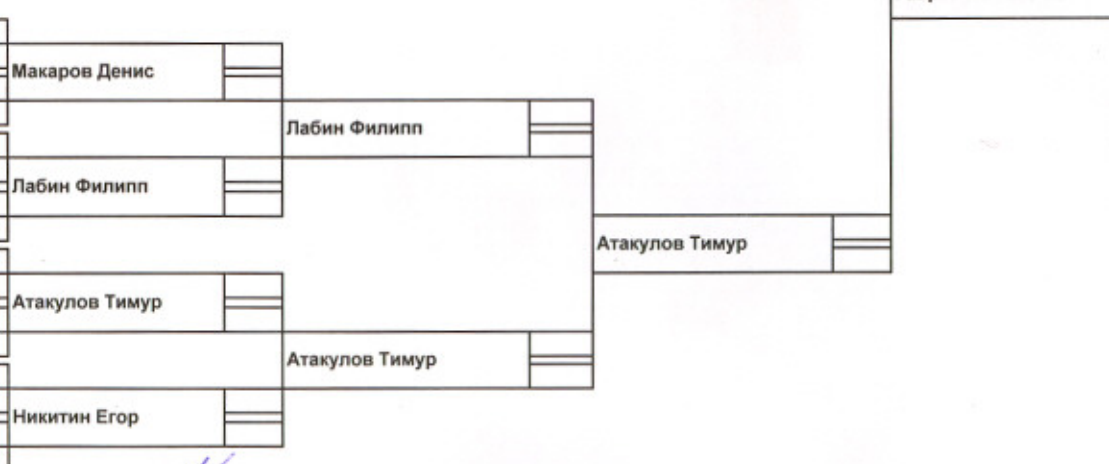 Макаров Денис
Лабин Филипп
Лабин Филипп
Атакулов Тимур
Атакулов Тимур
Атакулов Тимур
Никитин Егор